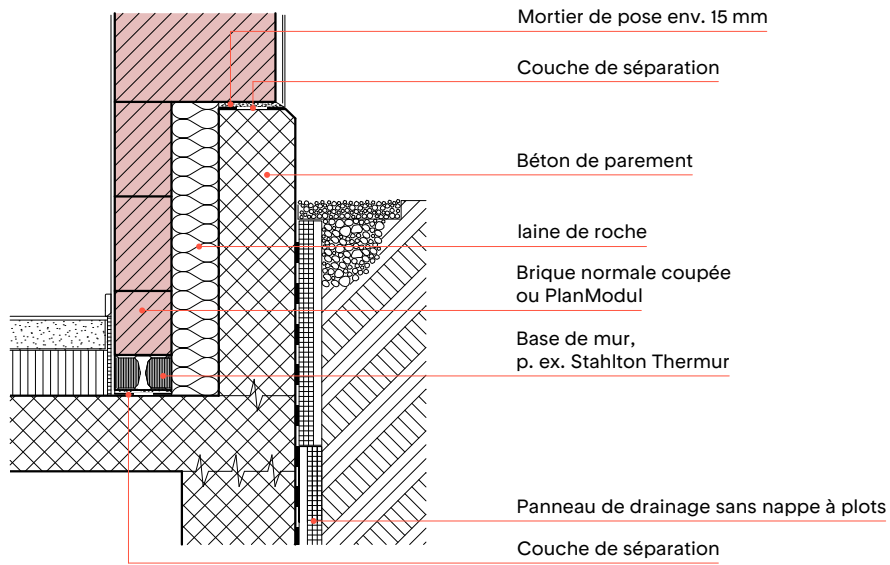 Mortier de pose env. 15 mm
Couche de séparation
Béton de parement
laine de roche
Brique normale coupée
ou PlanModul
Base de mur,
p. ex. Stahlton Thermur
Panneau de drainage sans nappe à plots
Couche de séparation